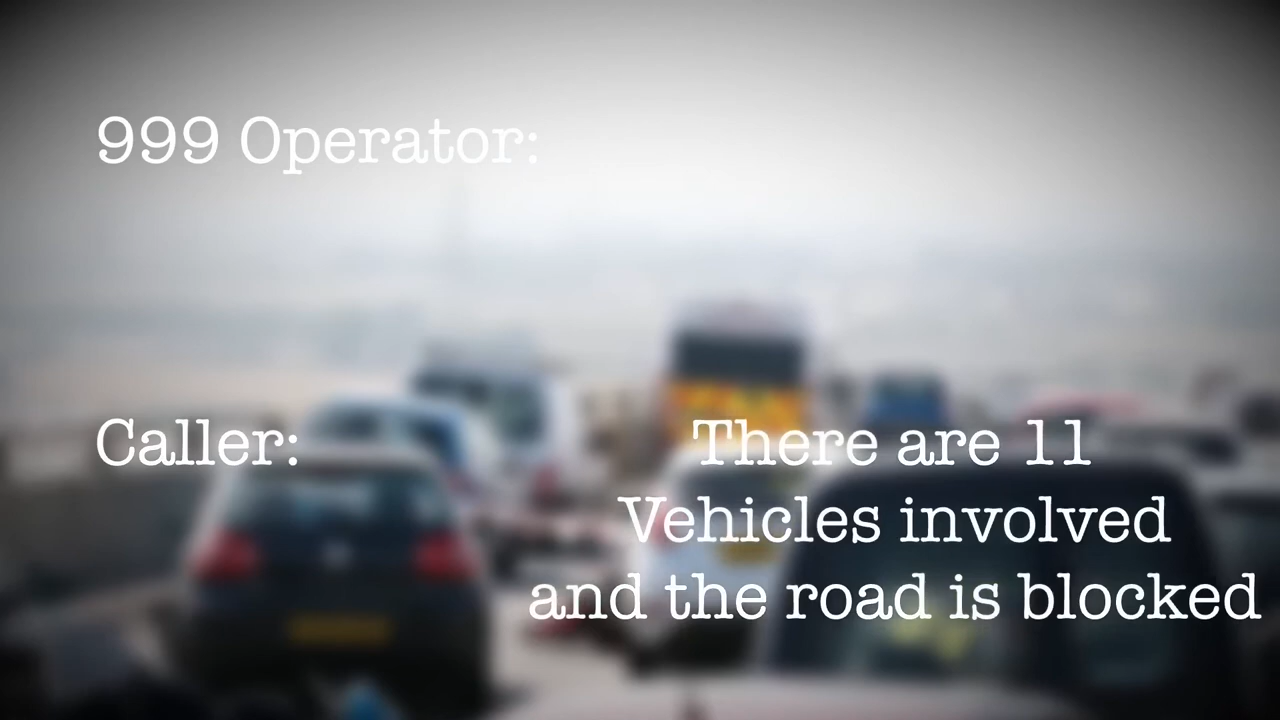 999 Operator:
Caller:
There are 11
Vehicles involved
and the road is blocked